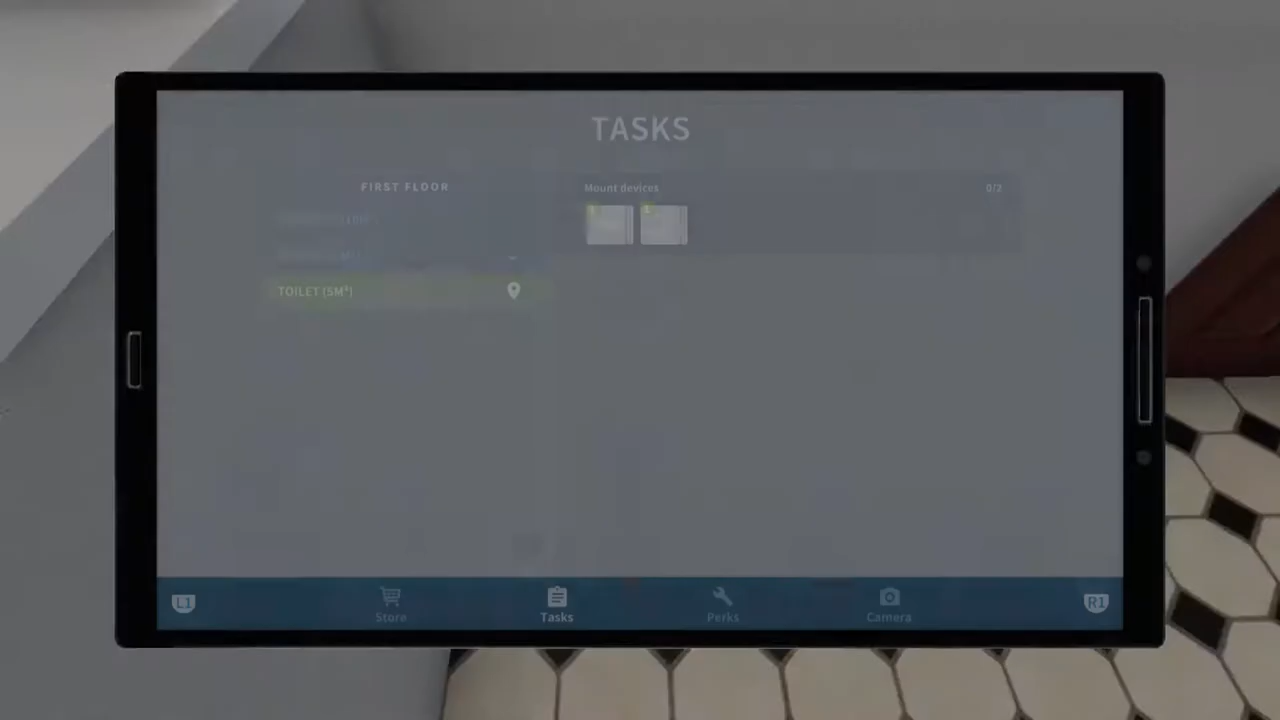 TASKS
FIRST FLOOR
Mount devices 0/2
TOILET (5M²)
L1
Store
Tasks
Perks
Camera
R1